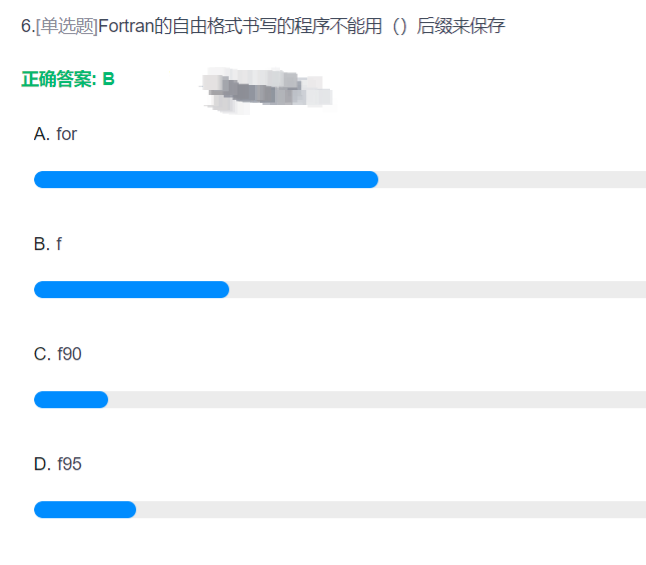 6.[单选题]Fortran的自由格式书写的程序不能用（）后缀来保存
正确答案: B
A. for
B. f
C. f90
D. f95